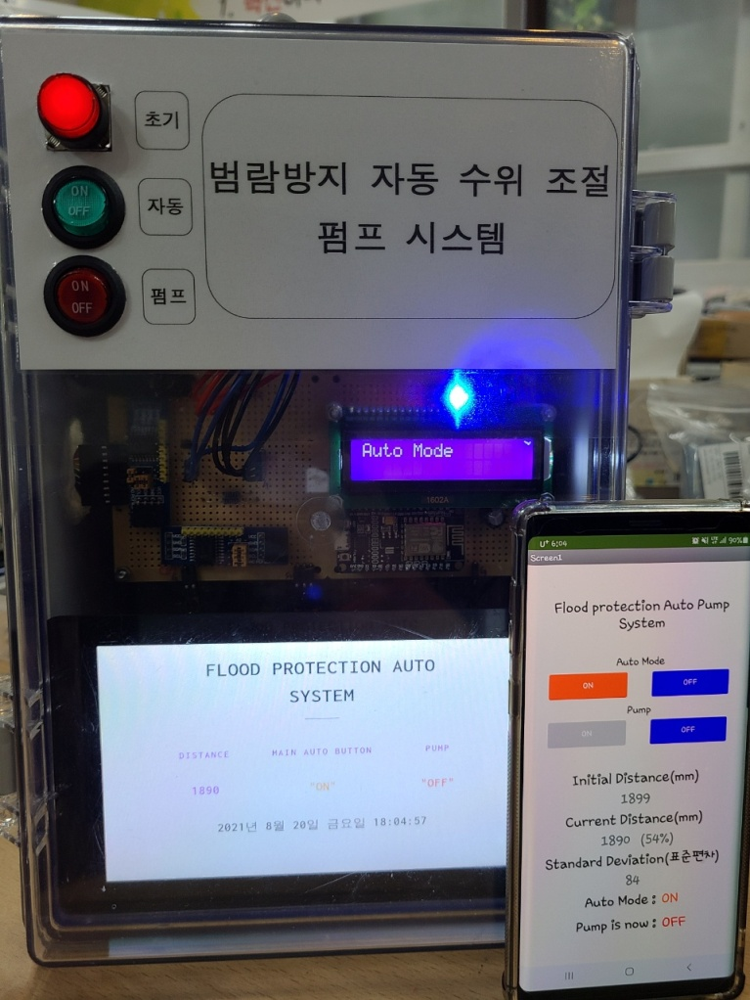 초기
ON
OFF
자동
ON
OFF
펌프
범람방지 자동 수위 조절
펌프 시스템
Auto Mode
1602A
FLOOD PROTECTION AUTO
SYSTEM
DISTANCE MAIN AUTO BUTTON PUMP
1890 "ON" "OFF"
2021년 8월 20일 금요일 18:04:57
U+ 6:04 90%
Screen1
Flood protection Auto Pump
System
Auto Mode
ON OFF
Pump
ON OFF
Initial Distance(mm)
1899
Current Distance(mm)
1890 (54%)
Standard Deviation(표준편차)
84
Auto Mode : ON
Pump is now : OFF